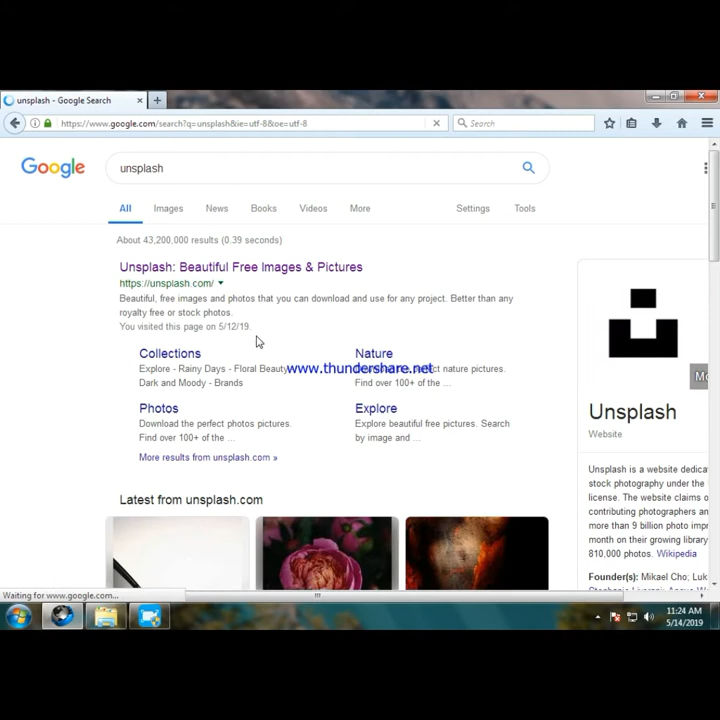 unsplash - Google Search
https://www.google.com/search?q=unsplash&ie=utf-8&oe=utf-8
Search
Google
unsplash
All Images News Books Videos More Settings Tools
About 43,200,000 results (0.39 seconds)
Unsplash: Beautiful Free Images & Pictures
https://unsplash.com/
Beautiful, free images and photos that you can download and use for any project. Better than any
royalty free or stock photos.
You visited this page on 5/12/19.
Collections
Explore - Rainy Days - Floral Beauty
Dark and Moody - Brands
Nature
www.thundershare.net
nature pictures.
Find over 100+ of the ...
Photos
Download the perfect photos pictures.
Find over 100+ of the ...
Explore
Explore beautiful free pictures. Search
by image and ...
More results from unsplash.com »
Latest from unsplash.com
Unsplash
Website
Unsplash is a website dedica
stock photography under the
license. The website claims o
contributing photographers an
more than 9 billion photo impr
month on their growing library
810,000 photos. Wikipedia
Founder(s): Mikael Cho; Luk
Waiting for www.google.com...
11:24 AM
5/14/2019